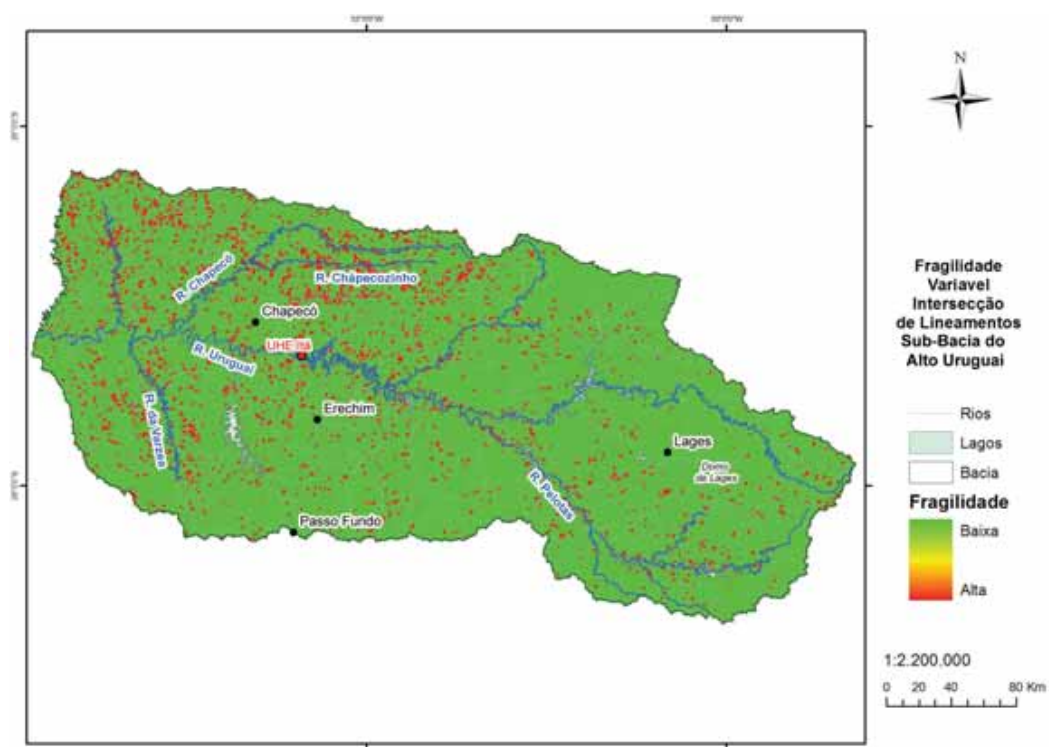 N
R. Chapecó
R. Chapecozinho
Chapecó
UHE Itá
R. Uruguai
R. da Varzea
Erechim
Lages
Domo
de Lages
R. Pelotas
Passo Fundo
Fragilidade
Variavel
Intersecção
de Lineamentos
Sub-Bacia do
Alto Uruguai
Rios
Lagos
Bacia
Fragilidade
Baixa
Alta
1:2.200.000
0 20 40 80 Km